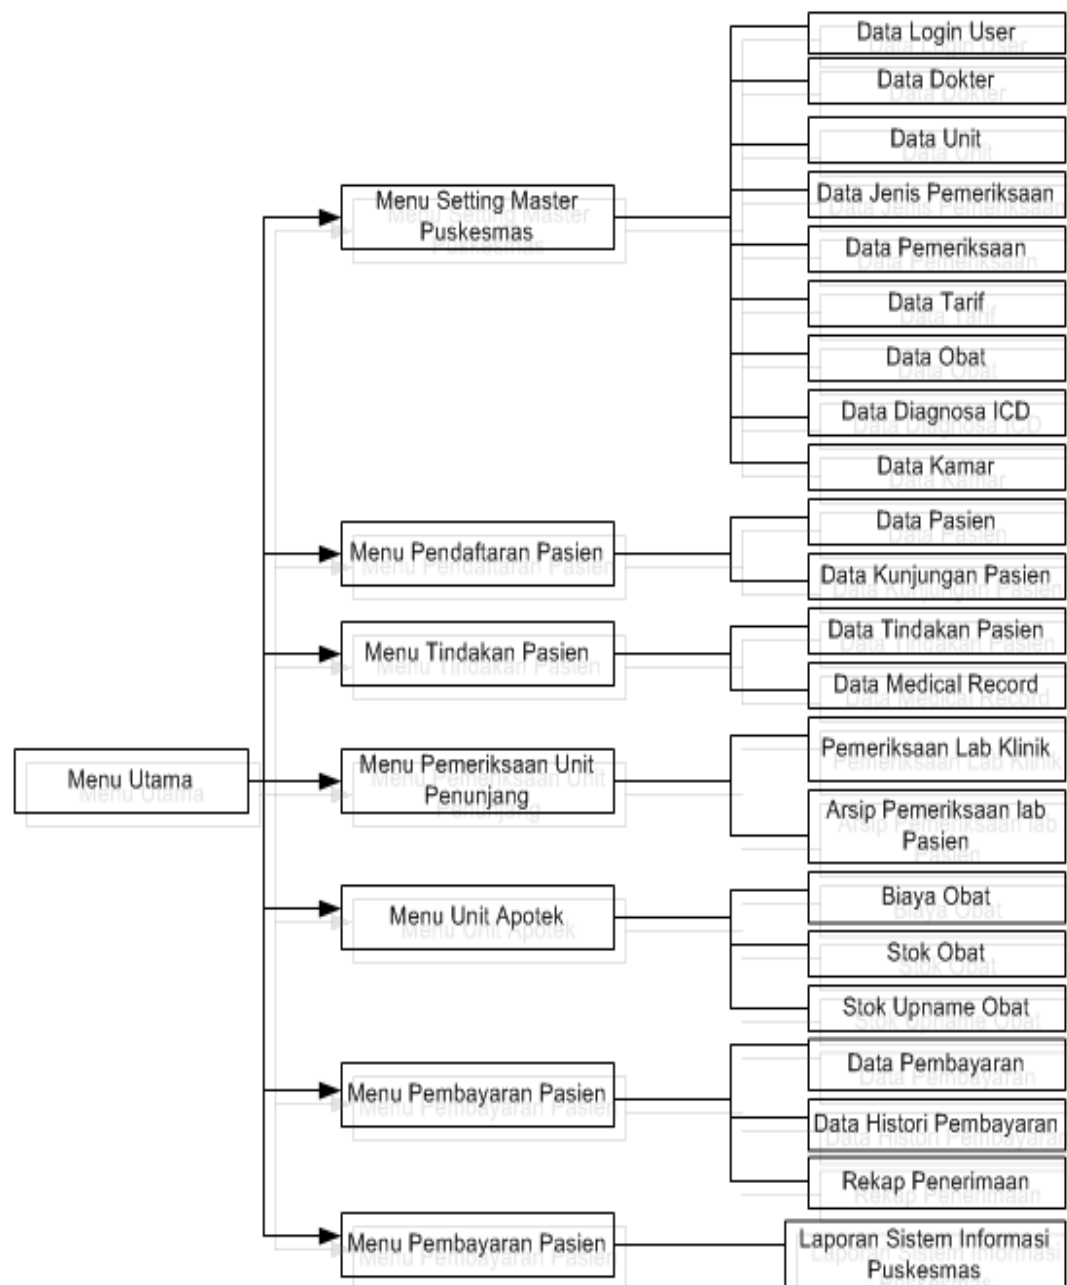 Data Login User
Data Dokter
Data Unit
Data Jenis Pemeriksaan
Data Pemeriksaan
Data Tarif
Data Obat
Data Diagnosa ICD
Data Kamar
Menu Setting Master
Puskesmas
Data Pasien
Data Kunjungan Pasien
Menu Pendaftaran Pasien
Data Tindakan Pasien
Data Medical Record
Menu Tindakan Pasien
Pemeriksaan Lab Klinik
Arsip Pemeriksaan lab
Pasien
Menu Pemeriksaan Unit
Penunjang
Menu Utama
Biaya Obat
Stok Obat
Stok Upname Obat
Menu Unit Apotek
Data Pembayaran
Data Histori Pembayaran
Rekap Penerimaan
Menu Pembayaran Pasien
Menu Pembayaran Pasien
Laporan Sistem Informasi
Puskesmas